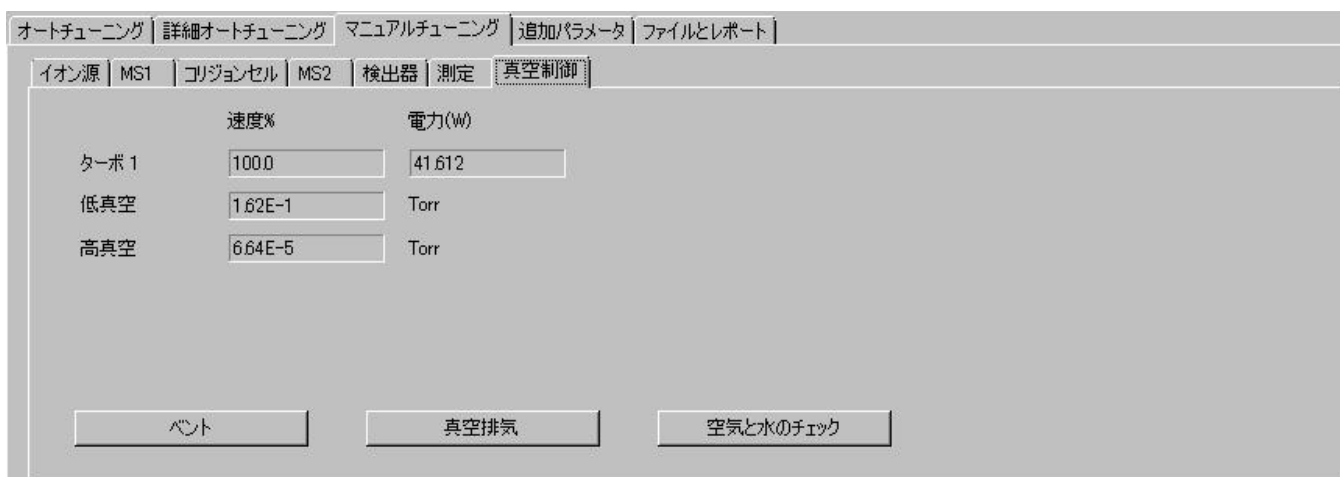 オートチューニング 詳細オートチューニング マニュアルチューニング 追加パラメータ ファイルとレポート
イオン源 MS1 コリジョンセル MS2 検出器 測定 真空制御
速度% 電力(W)
ターボ 1 100.0 41.612
低真空 1.62E-1 Torr
高真空 6.64E-5 Torr
ベント 真空排気 空気と水のチェック